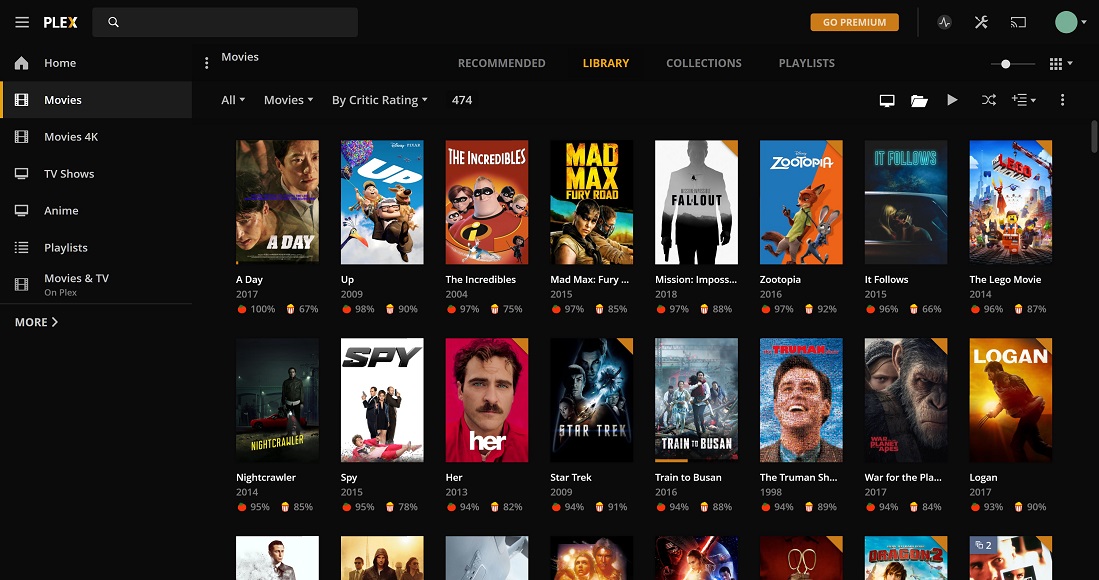 PLEX
GO PREMIUM
Home
Movies
Movies 4K
TV Shows
Anime
Playlists
Movies & TV
On Plex
MORE
Movies
RECOMMENDED
LIBRARY
COLLECTIONS
PLAYLISTS
All
Movies
By Critic Rating
474
A DAY
Disney PIXAR
UP
THE INCREDIBLES
MAD
MAX
FURY ROAD
MISSION: IMPOSSIBLE
FALLOUT
Disney
ZOOTOPIA
IT FOLLOWS
THE
LEGO
MOVIE
A Day
2017
100% 67%
Up
2009
98% 90%
The Incredibles
2004
97% 75%
Mad Max: Fury ...
2015
97% 85%
Mission: Imposs...
2018
97% 88%
Zootopia
2016
97% 92%
It Follows
2015
96% 66%
The Lego Movie
2014
96% 87%
NIGHTCRAWLER
SPY
her
STAR TREK
TRAIN TO BUSAN
THE TRUMAN
WAR FOR THE
PLANET
OF THE APES
LOGAN
Nightcrawler
2014
95% 85%
Spy
2015
95% 78%
Her
2013
94% 82%
Star Trek
2009
94% 91%
Train to Busan
2016
94% 88%
The Truman Sh...
1998
94% 89%
War for the Pla...
2017
94% 84%
Logan
2017
93% 90%
DRAGON 2
2